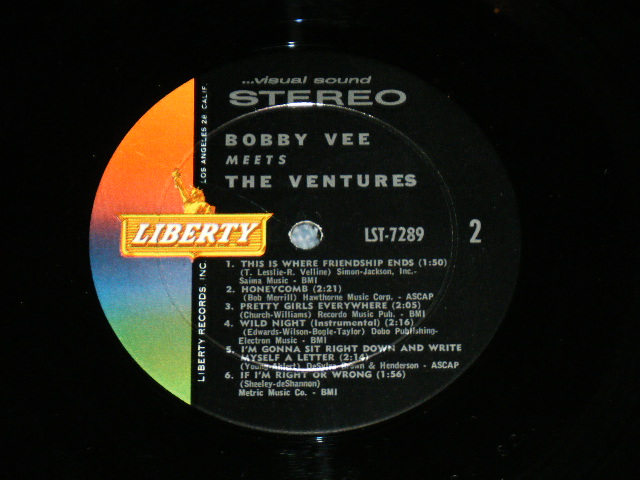 ...visual sound
STEREO
BOBBY VEE
MEETS
THE VENTURES
LIBERTY
LST-7289
2
1. THIS IS WHERE FRIENDSHIP ENDS (1:50)
(T. Lesslie-R. Velline) Simon-Jackson, Inc.-
Saima Music - BMI
2. HONEYCOMB (2:21)
(Bob Merrill) Hawthorne Music Corp. - ASCAP
3. PRETTY GIRLS EVERYWHERE (2:05)
(Church-Williams) Recordo Music Pub. - BMI
4. WILD NIGHT (Instrumental) (2:16)
(Edwards-Wilson-Bogle-Taylor) Dobo Publishing-
Electron Music - BMI
5. I'M GONNA SIT RIGHT DOWN AND WRITE
MYSELF A LETTER (2:14)
(Young-Ahlert) DeSylva Brown & Henderson - ASCAP
6. IF I'M RIGHT OR WRONG (1:56)
(Sheeley-deShannon)
Metric Music Co. - BMI
LIBERTY RECORDS, INC. LOS ANGELES 28 CALIF.